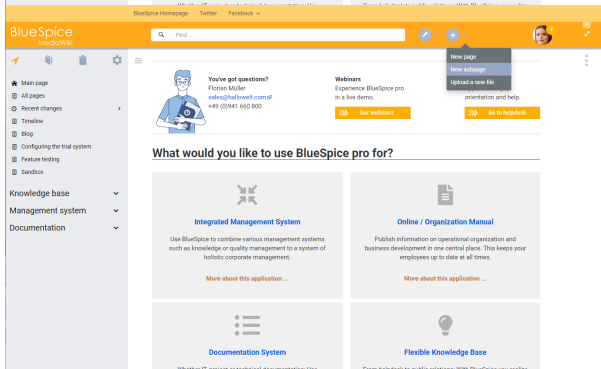 BlueSpice Homepage Twitter Facebook
BlueSpice
MediaWiki
Find...
New page
New subpage
Upload a new file
Main page
All pages
Recent changes
Timeline
Blog
Configuring the trial system
Feature testing
Sandbox
Knowledge base
Management system
Documentation
You've got questions?
Florian Müller
sales@hallowelt.com
+49 (0)941 660 800
Webinars
Experience BlueSpice pro
in a live demo.
Our webinars
orientation and help.
Go to helpdesk
What would you like to use BlueSpice pro for?
Integrated Management System
Use BlueSpice to combine various management systems
such as knowledge or quality management to a system of
holistic corporate management.
More about this application ...
Online / Organization Manual
Publish information on operational organization and
business development in one central place. This keeps your
employees up to date at all times.
More about this application ...
Documentation System
Flexible Knowledge Base